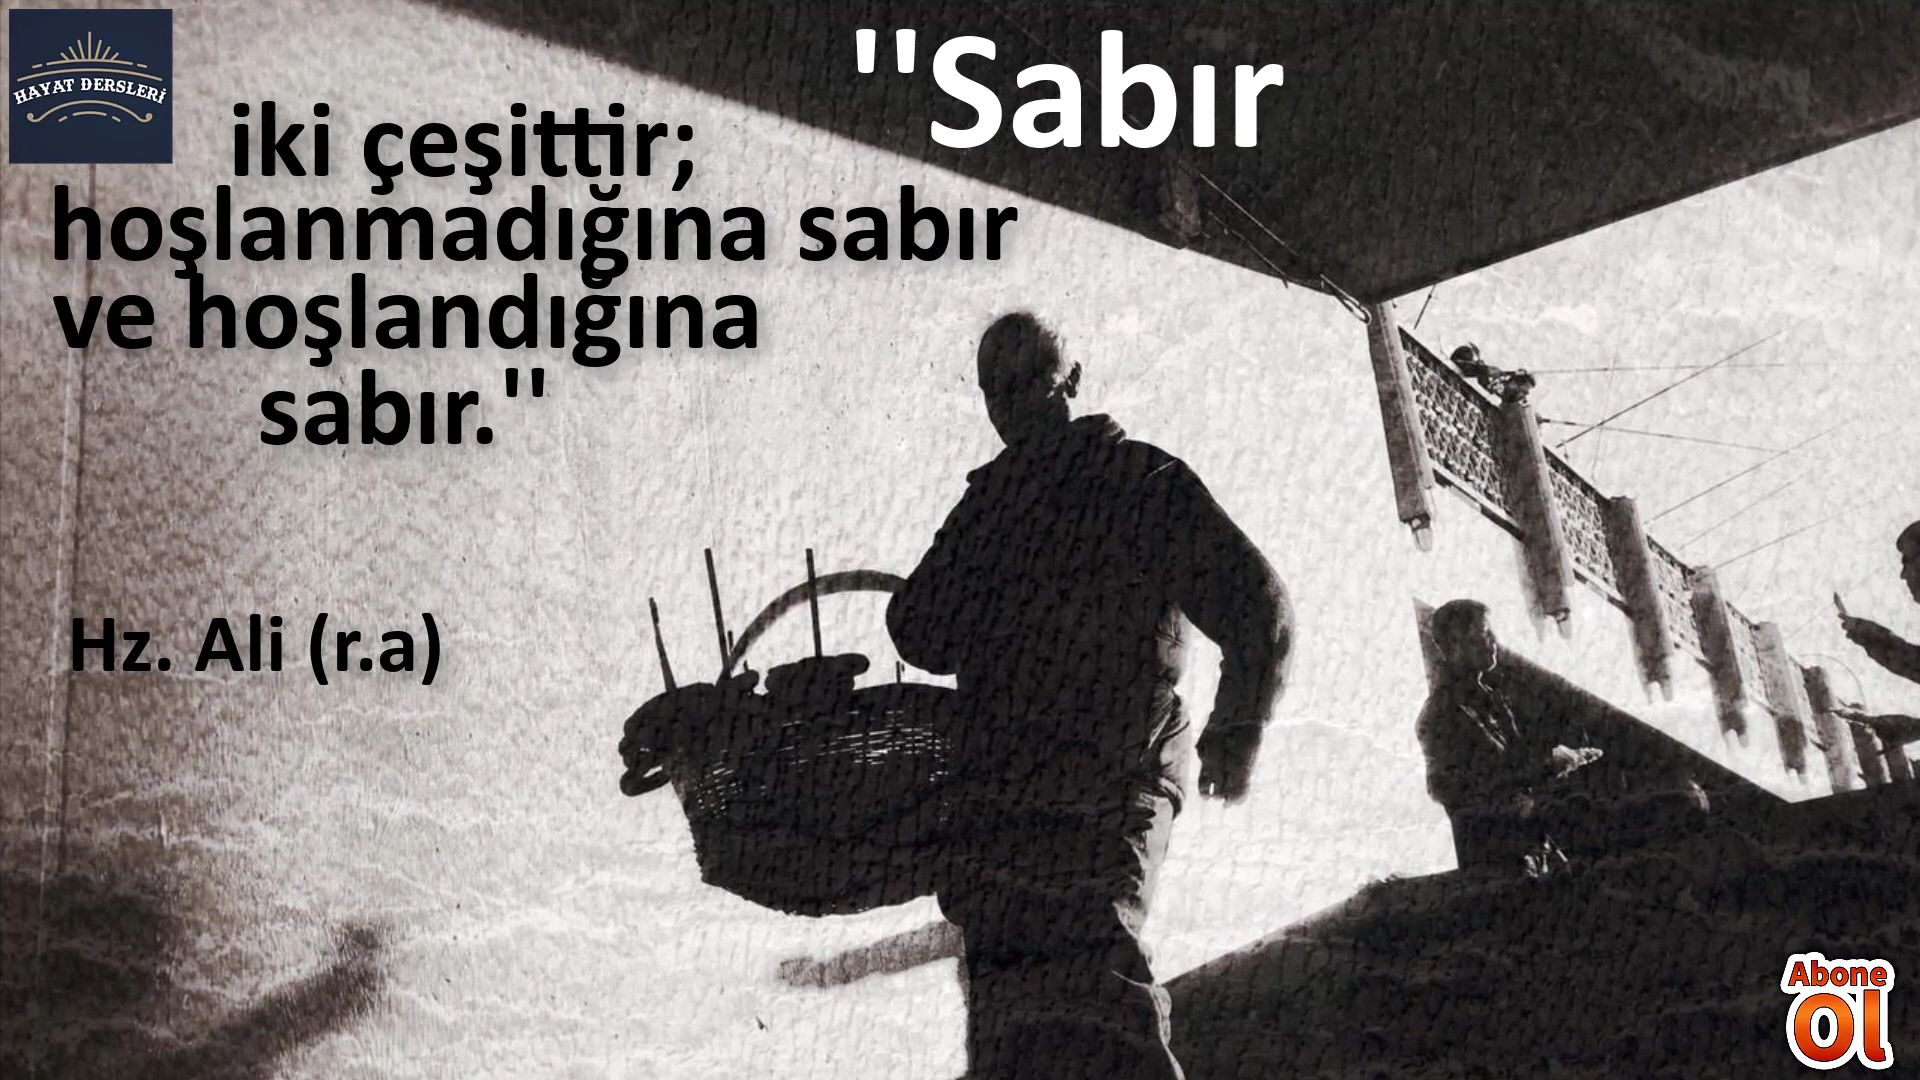 HAYAT DERSLERİ
"Sabır
iki çeşittir;
hoşlanmadığına sabır
ve hoşlandığına
sabır."
Hz. Ali (r.a)
Abone
Ol